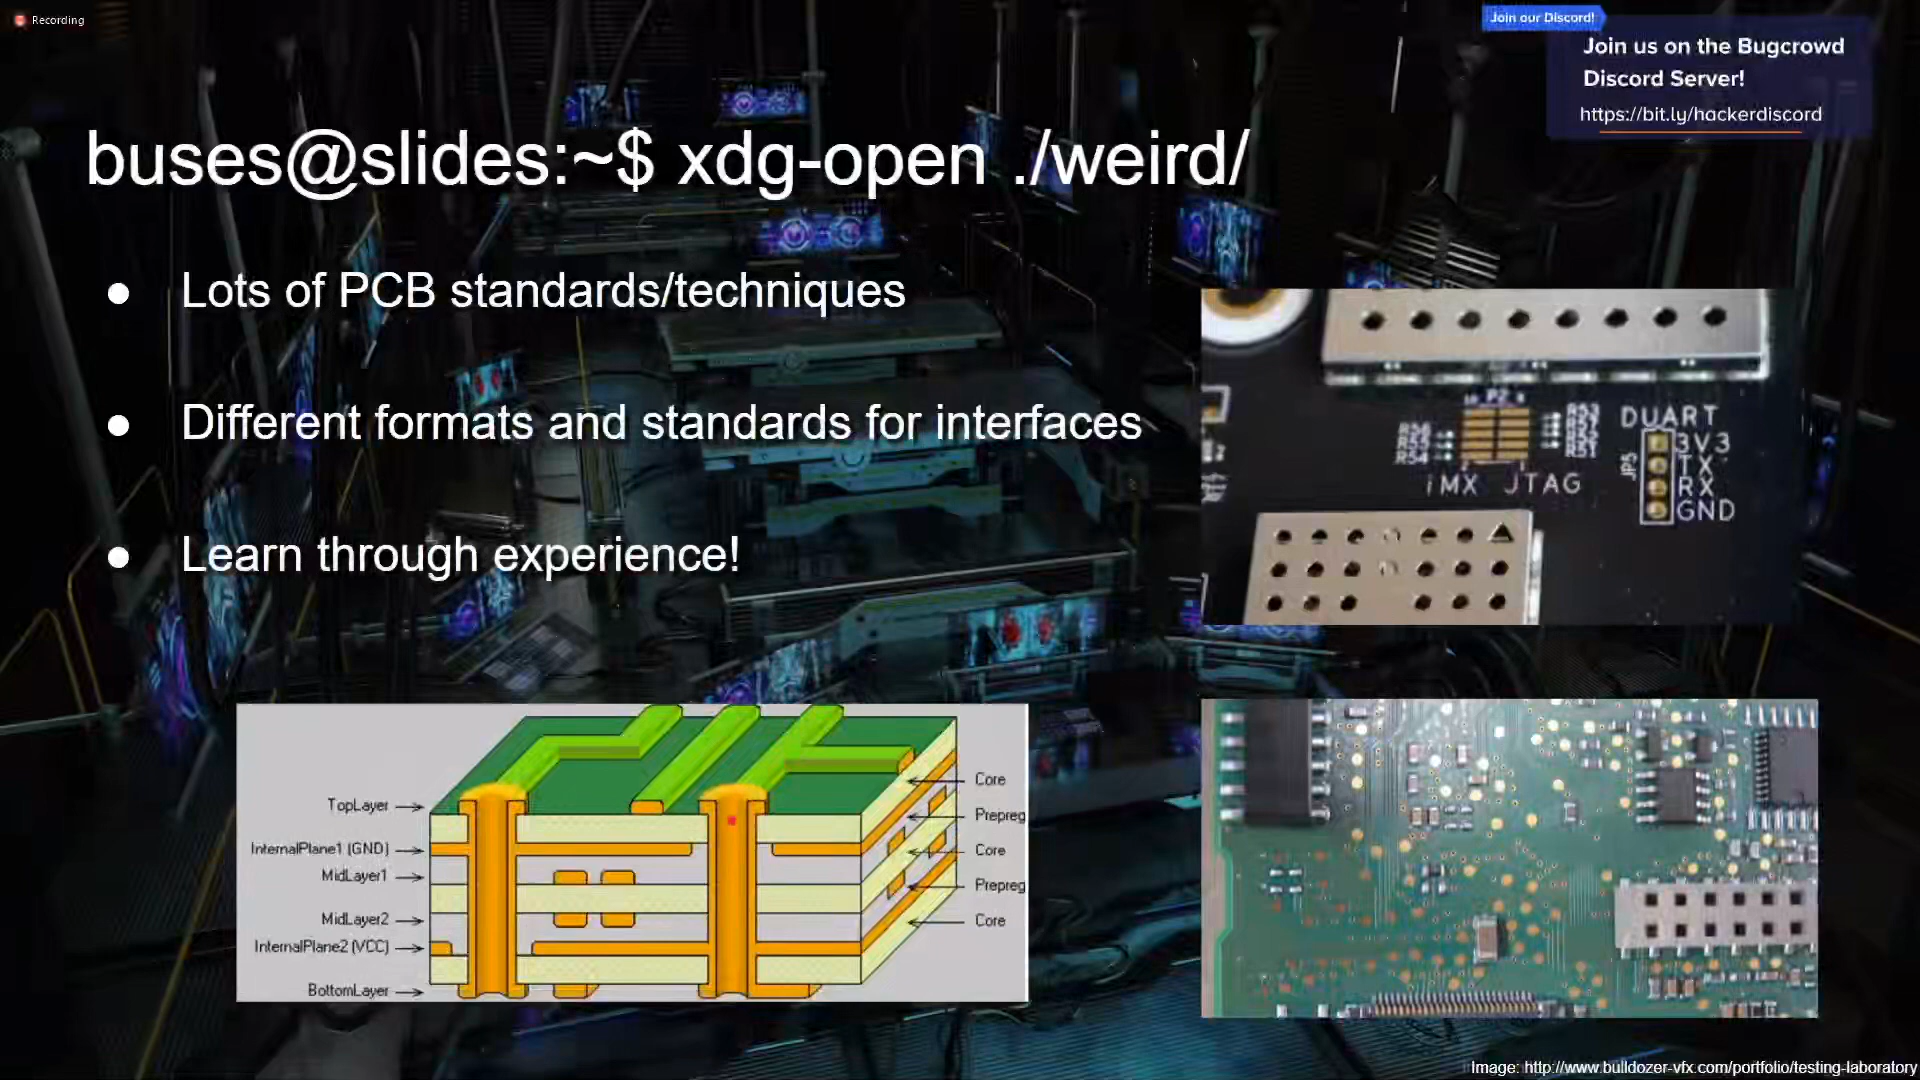 Recording
Join our Discord!
Join us on the Bugcrowd
Discord Server!
https://bit.ly/hackerdiscord
buses@slides:~$ xdg-open ./weird/
● Lots of PCB standards/techniques
● Different formats and standards for interfaces
● Learn through experience!
P2
DUART
3V3
TX
RX
GND
JP5
iMX JTAG
TopLayer
InternalPlane1 (GND)
MidLayer1
MidLayer2
InternalPlane2 (VCC)
BottomLayer
Core
Prepreg
Core
Prepreg
Core
Image: http://www.bulldozer-vfx.com/portfolio/testing-laboratory